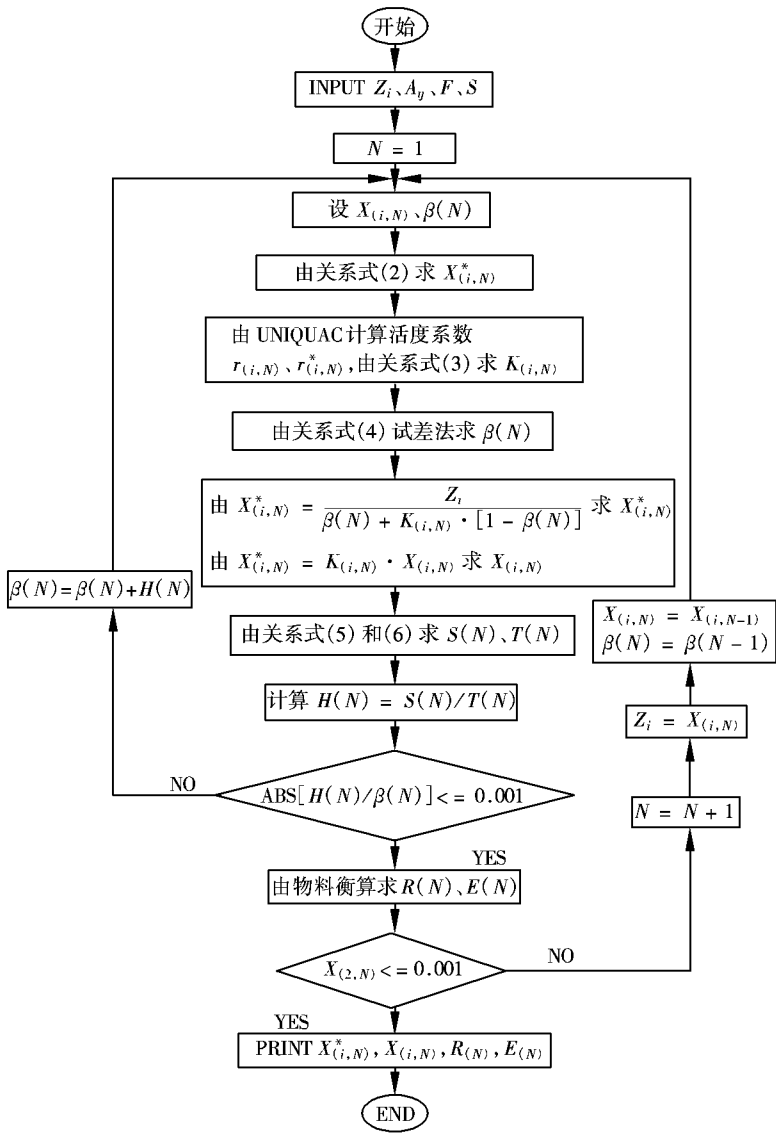 开始
INPUT Z_i、A_{ij}、F、S
N = 1
设 X_{(i,N)}、β(N)
由关系式(2) 求 X^*_{(i,N)}
由 UNIQUAC 计算活度系数
r_{(i,N)}、r^*_{(i,N)},由关系式(3) 求 K_{(i,N)}
由关系式(4) 试差法求 β(N)
由 X^*_{(i,N)} = \frac{Z_i}{β(N) + K_{(i,N)} · [1 - β(N)]} 求 X^*_{(i,N)}
由 X^*_{(i,N)} = K_{(i,N)} · X_{(i,N)} 求 X_{(i,N)}
β(N)=β(N)+H(N)
由关系式(5) 和(6) 求 S(N)、T(N)
X_{(i,N)} = X_{(i,N-1)}
β(N) = β(N - 1)
计算 H(N) = S(N)/T(N)
Z_i = X_{(i,N)}
NO
ABS[H(N)/β(N)]<= 0.001
N = N + 1
YES
由物料衡算求 R(N)、E(N)
X_{(2,N)}<= 0.001
NO
YES
PRINT X^*_{(i,N)}, X_{(i,N)}, R_{(N)}, E_{(N)}
END